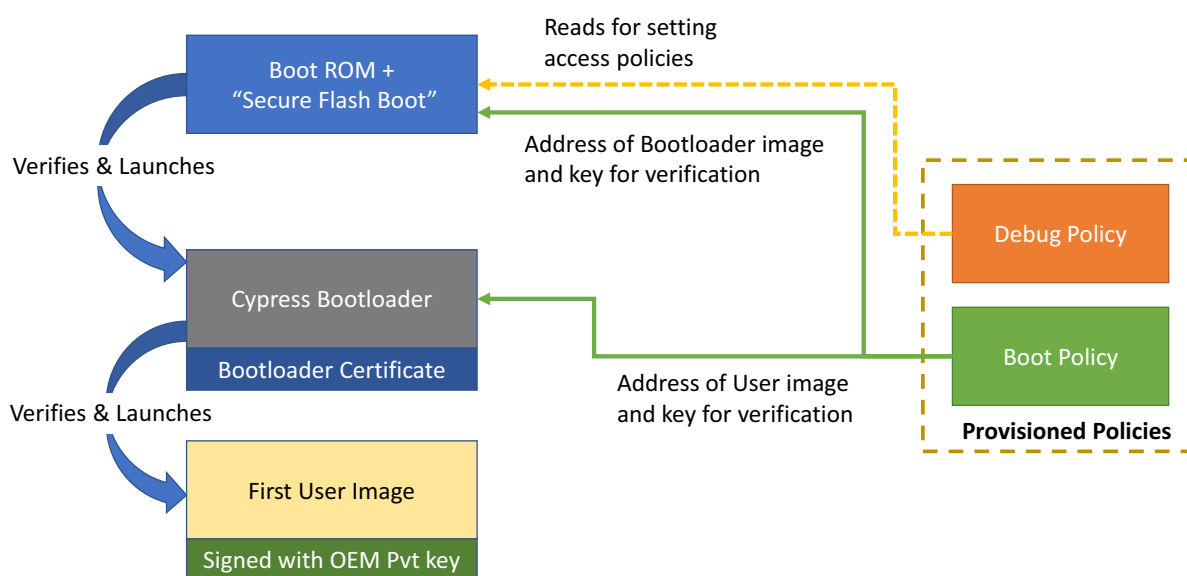 Reads for setting
access policies
Boot ROM +
“Secure Flash Boot”
Address of Bootloader image
and key for verification
Verifies & Launches
Debug Policy
Cypress Bootloader
Boot Policy
Bootloader Certificate
Address of User image
and key for verification
Verifies & Launches
Provisioned Policies
First User Image
Signed with OEM Pvt key